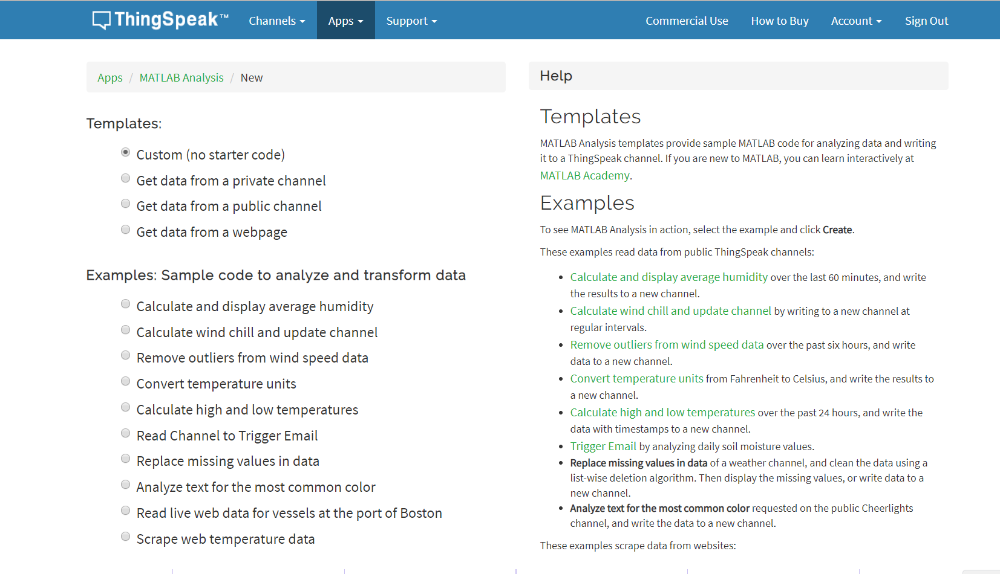 ThingSpeak™ Channels Apps Support Commercial Use How to Buy Account Sign Out
Apps / MATLAB Analysis / New
Templates:
Custom (no starter code)
Get data from a private channel
Get data from a public channel
Get data from a webpage
Examples: Sample code to analyze and transform data
Calculate and display average humidity
Calculate wind chill and update channel
Remove outliers from wind speed data
Convert temperature units
Calculate high and low temperatures
Read Channel to Trigger Email
Replace missing values in data
Analyze text for the most common color
Read live web data for vessels at the port of Boston
Scrape web temperature data
Help
Templates
MATLAB Analysis templates provide sample MATLAB code for analyzing data and writing
it to a ThingSpeak channel. If you are new to MATLAB, you can learn interactively at
MATLAB Academy.
Examples
To see MATLAB Analysis in action, select the example and click Create.
These examples read data from public ThingSpeak channels:
• Calculate and display average humidity over the last 60 minutes, and write
the results to a new channel.
• Calculate wind chill and update channel by writing to a new channel at
regular intervals.
• Remove outliers from wind speed data over the past six hours, and write
data to a new channel.
• Convert temperature units from Fahrenheit to Celsius, and write the results to
a new channel.
• Calculate high and low temperatures over the past 24 hours, and write the
data with timestamps to a new channel.
• Trigger Email by analyzing daily soil moisture values.
• Replace missing values in data of a weather channel, and clean the data using a
list-wise deletion algorithm. Then display the missing values, or write data to a
new channel.
• Analyze text for the most common color requested on the public Cheerlights
channel, and write the data to a new channel.
These examples scrape data from websites: